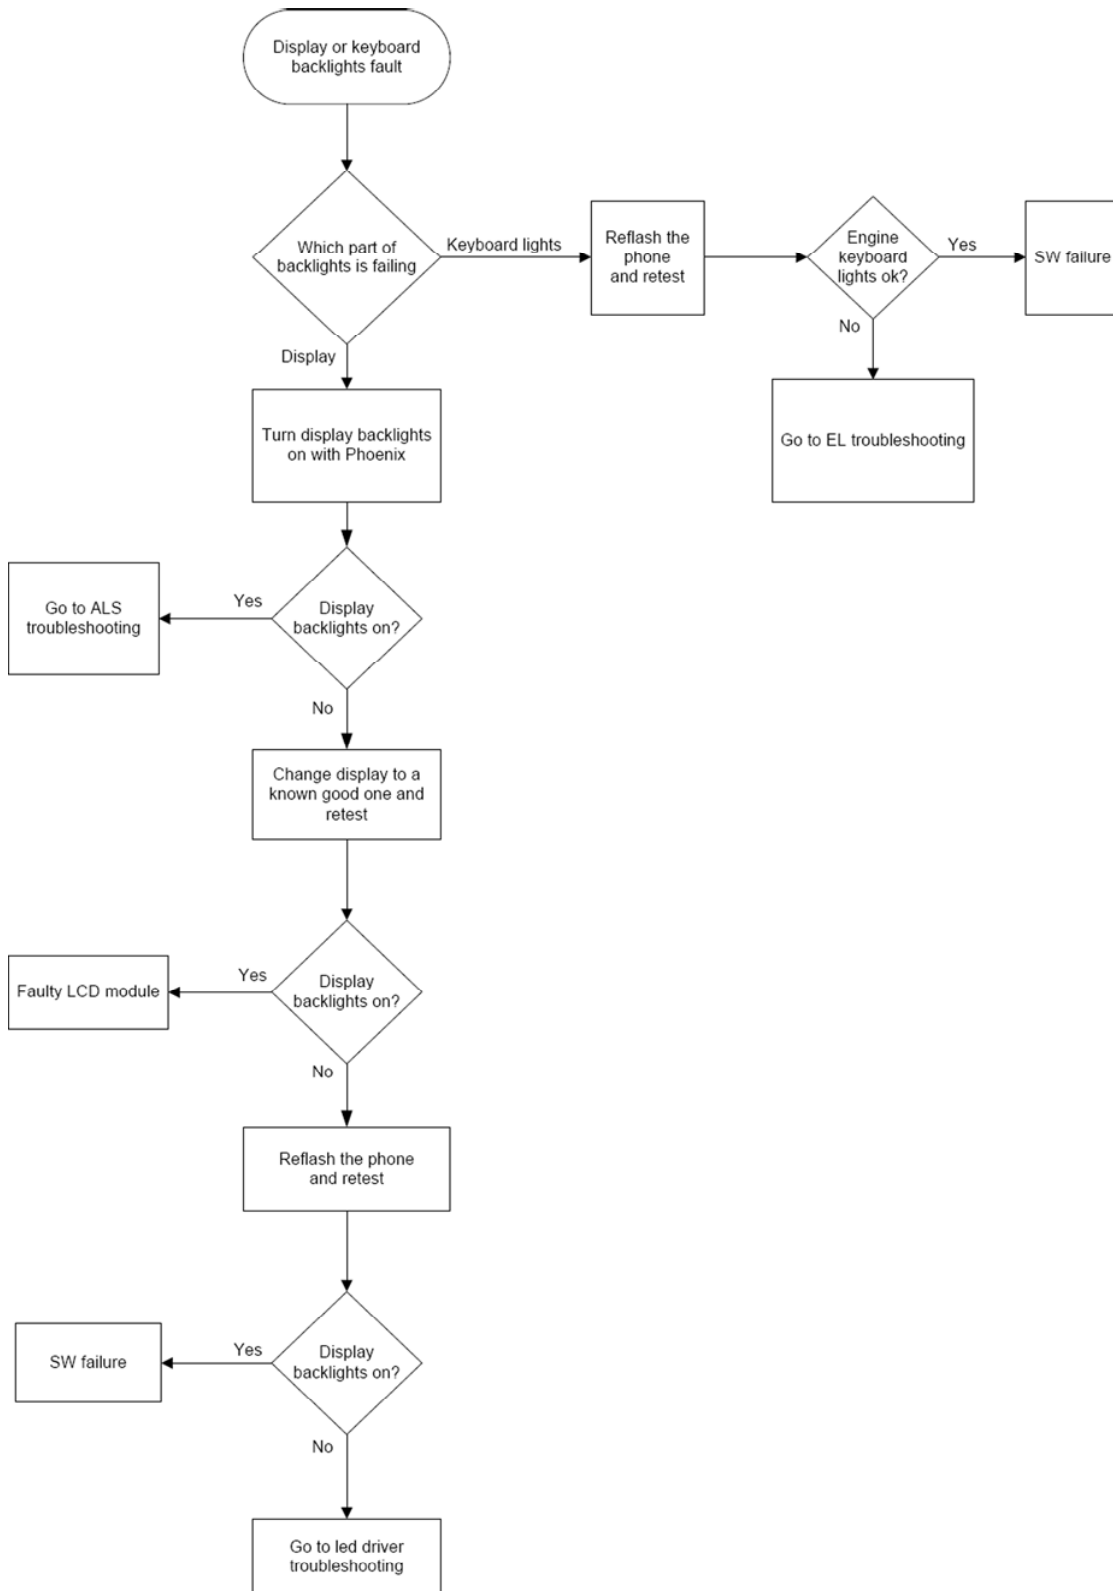 Display or keyboard
backlights fault
Which part of
backlights is failing
Keyboard lights
Reflash the
phone
and retest
Engine
keyboard
lights ok?
Yes
SW failure
No
Go to EL troubleshooting
Display
Turn display backlights
on with Phoenix
Display
backlights on?
Yes
Go to ALS
troubleshooting
No
Change display to a
known good one and
retest
Display
backlights on?
Yes
Faulty LCD module
No
Reflash the phone
and retest
Display
backlights on?
Yes
SW failure
No
Go to led driver
troubleshooting